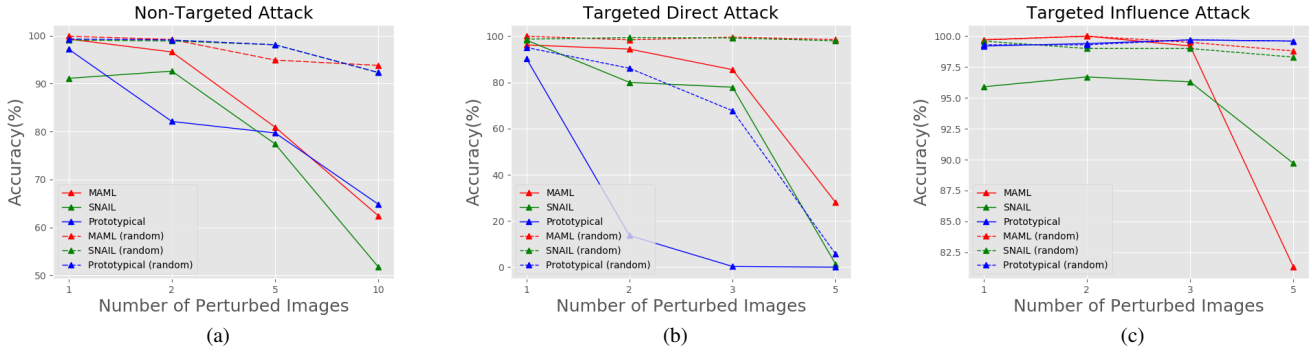 Non-Targeted Attack
Accuracy(%)
100
90
80
70
60
50
MAML
SNAIL
Prototypical
MAML (random)
SNAIL (random)
Prototypical (random)
1
2
5
10
Number of Perturbed Images
(a)
Targeted Direct Attack
Accuracy(%)
100
80
60
40
20
0
MAML
SNAIL
Prototypical
MAML (random)
SNAIL (random)
Prototypical (random)
1
2
3
5
Number of Perturbed Images
(b)
Targeted Influence Attack
Accuracy(%)
100.0
97.5
95.0
92.5
90.0
87.5
85.0
82.5
MAML
SNAIL
Prototypical
MAML (random)
SNAIL (random)
Prototypical (random)
1
2
3
5
Number of Perturbed Images
(c)